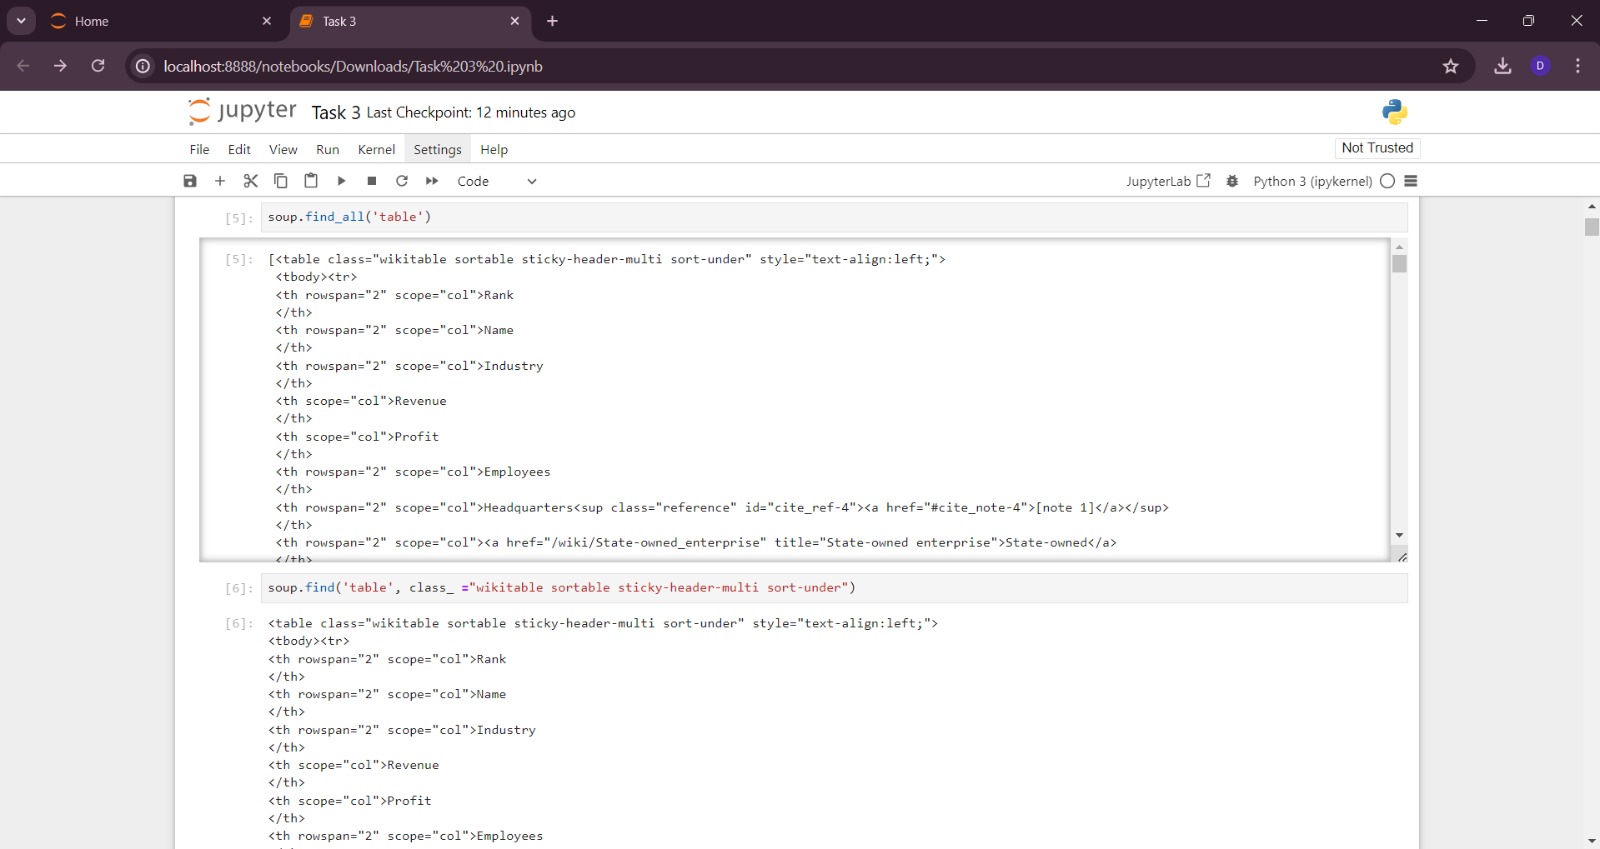 Home
Task 3
localhost:8888/notebooks/Downloads/Task%203%20.ipynb
D
jupyter Task 3 Last Checkpoint: 12 minutes ago
File Edit View Run Kernel Settings Help
Not Trusted
Code
JupyterLab
Python 3 (ipykernel)
[5]: soup.find_all('table')
[5]: [<table class="wikitable sortable sticky-header-multi sort-under" style="text-align:left;">
<tbody><tr>
<th rowspan="2" scope="col">Rank
</th>
<th rowspan="2" scope="col">Name
</th>
<th rowspan="2" scope="col">Industry
</th>
<th scope="col">Revenue
</th>
<th scope="col">Profit
</th>
<th rowspan="2" scope="col">Employees
</th>
<th rowspan="2" scope="col">Headquarters<sup class="reference" id="cite_ref-4"><a href="#cite_note-4">[note 1]</a></sup>
</th>
<th rowspan="2" scope="col"><a href="/wiki/State-owned_enterprise" title="State-owned enterprise">State-owned</a>
</th>
[6]: soup.find('table', class_ ="wikitable sortable sticky-header-multi sort-under")
[6]: <table class="wikitable sortable sticky-header-multi sort-under" style="text-align:left;">
<tbody><tr>
<th rowspan="2" scope="col">Rank
</th>
<th rowspan="2" scope="col">Name
</th>
<th rowspan="2" scope="col">Industry
</th>
<th scope="col">Revenue
</th>
<th scope="col">Profit
</th>
<th rowspan="2" scope="col">Employees